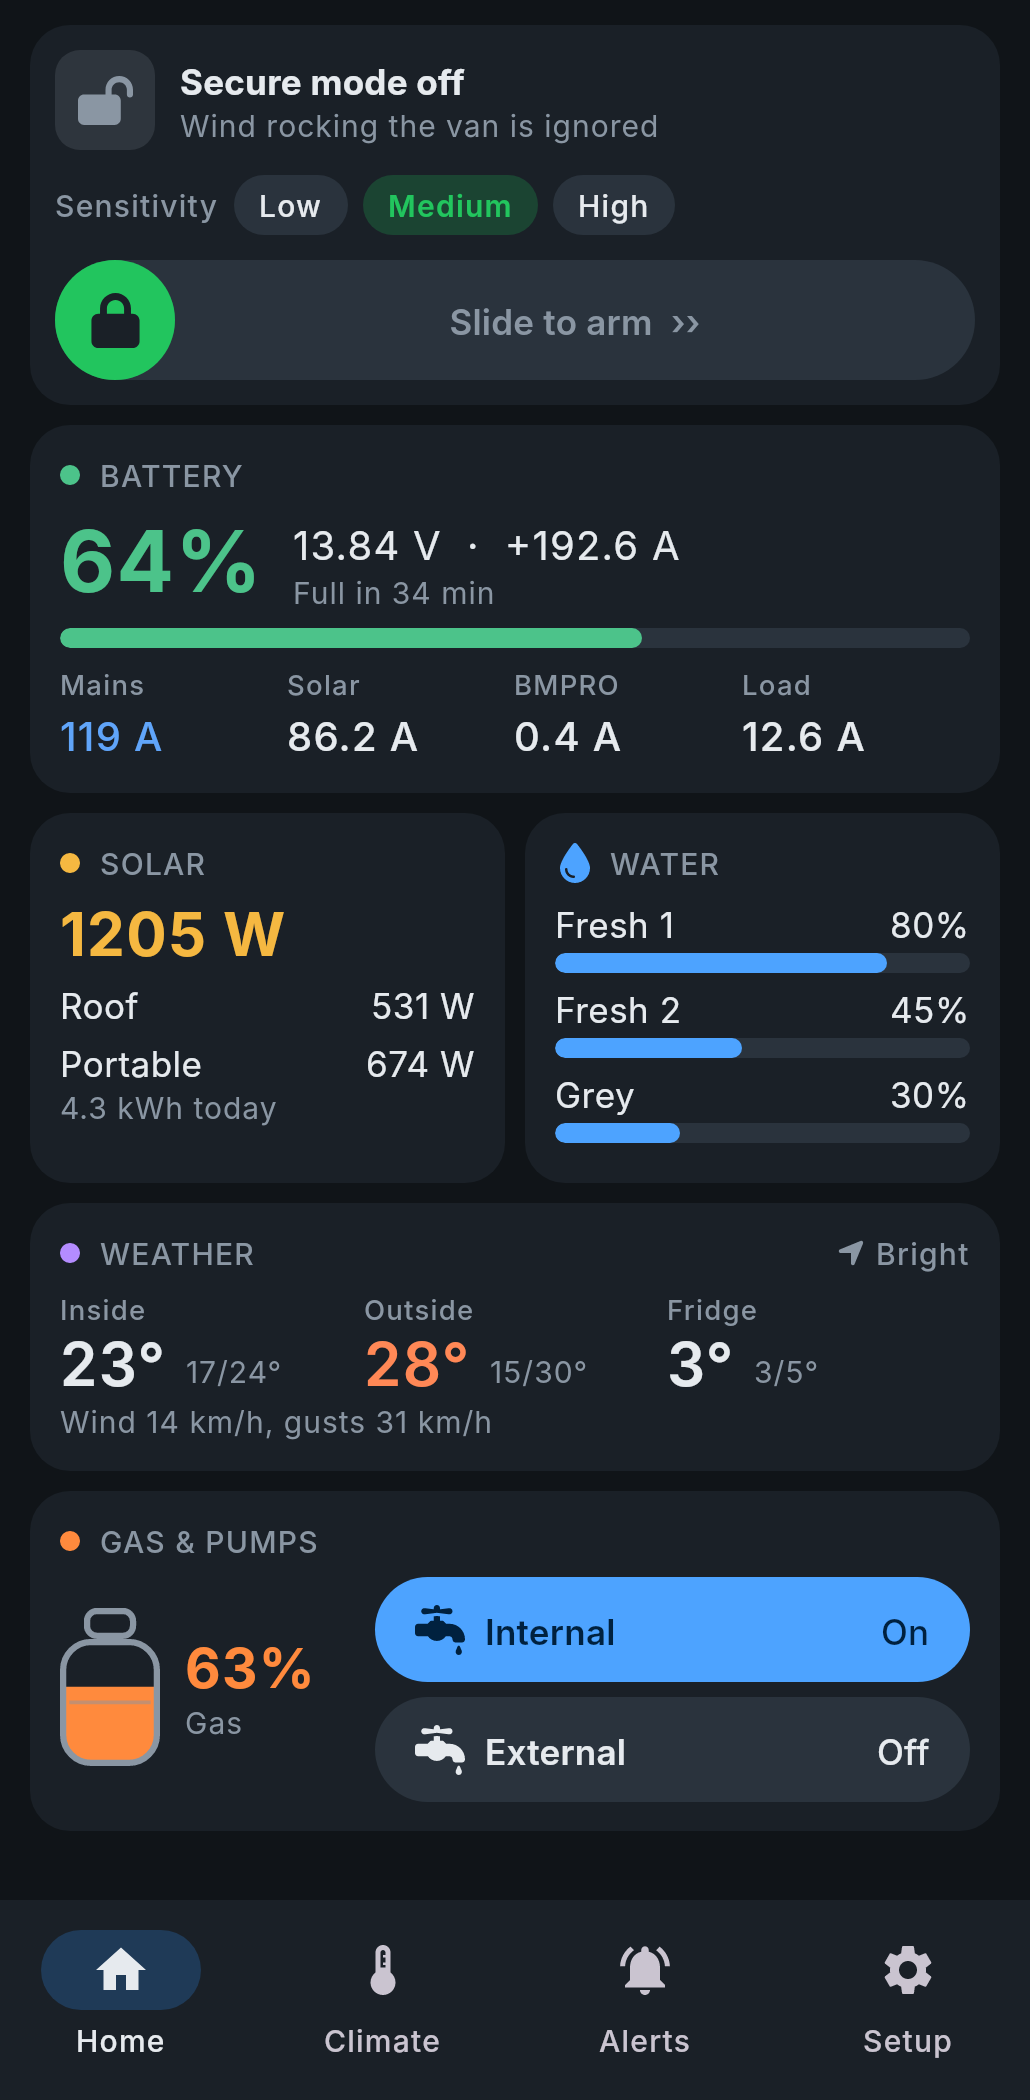 Secure mode off
Wind rocking the van is ignored
Sensitivity Low Medium High
Slide to arm ››
BATTERY
64% 13.84 V · +192.6 A
Full in 34 min
Mains Solar BMPRO Load
119 A 86.2 A 0.4 A 12.6 A
SOLAR
1205 W
Roof 531 W
Portable 674 W
4.3 kWh today
WATER
Fresh 1 80%
Fresh 2 45%
Grey 30%
WEATHER Bright
Inside Outside Fridge
23° 17/24° 28° 15/30° 3° 3/5°
Wind 14 km/h, gusts 31 km/h
GAS & PUMPS
63%
Gas
Internal On
External Off
Home Climate Alerts Setup